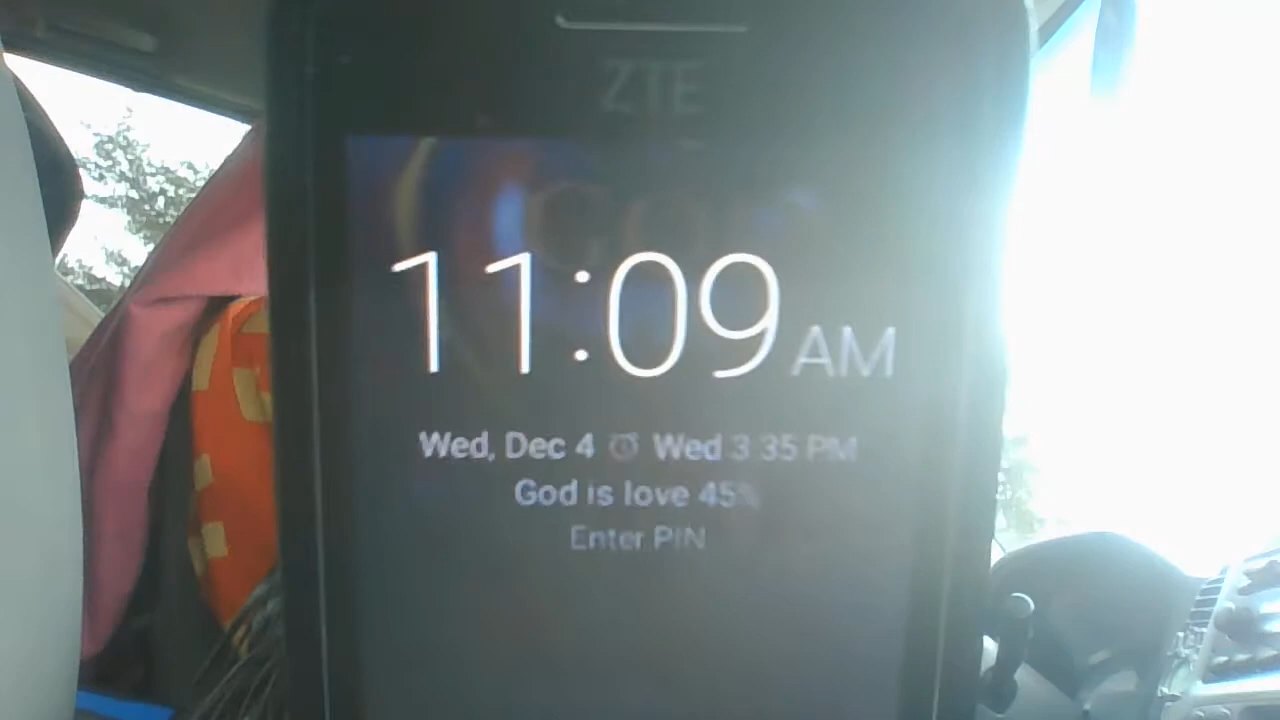 ZTE
11:09 AM
Wed, Dec 4 Wed 3 35 PM
God is love 45%
Enter PIN